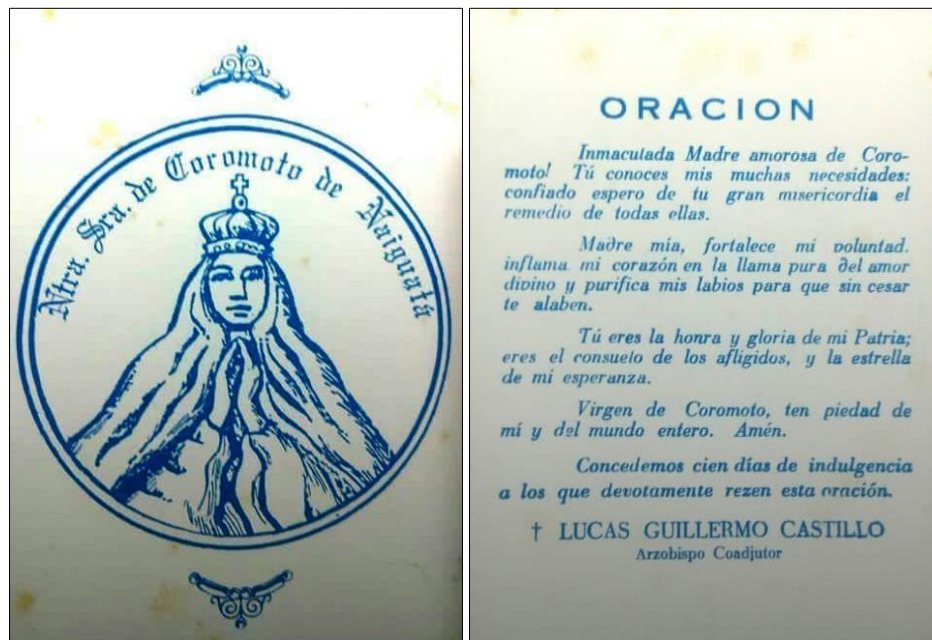 Ntra. Sra. de Coromoto de Naiguatá
ORACION
Inmaculada Madre amorosa de Coro-
moto! Tú conoces mis muchas necesidades:
confiado espero de tu gran misericordia el
remedio de todas ellas.
Madre mía, fortalece mi voluntad.
inflama mi corazón en la llama pura del amor
divino y purifica mis labios para que sin cesar
te alaben.
Tú eres la honra y gloria de mi Patria;
eres el consuelo de los afligidos, y la estrella
de mi esperanza.
Virgen de Coromoto, ten piedad de
mí y del mundo entero. Amén.
Concedemos cien días de indulgencia
a los que devotamente rezen esta oración.
† LUCAS GUILLERMO CASTILLO
Arzobispo Coadjutor